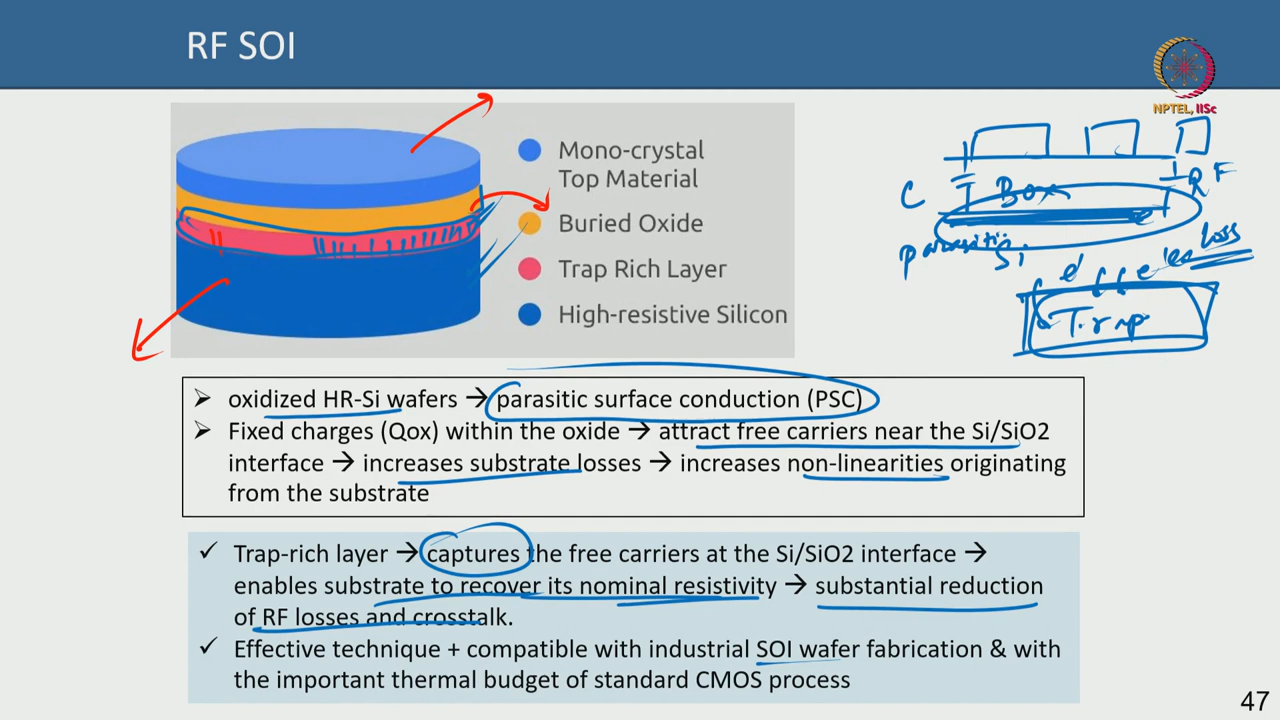 RF SOI
NPTEL, IISc
Mono-crystal
Top Material
Buried Oxide
Trap Rich Layer
High-resistive Silicon
C
Box
RF
parasitic
Si
Loss
Trap
➢ oxidized HR-Si wafers → parasitic surface conduction (PSC)
➢ Fixed charges (Qox) within the oxide → attract free carriers near the Si/SiO2
interface → increases substrate losses → increases non-linearities originating
from the substrate
✓ Trap-rich layer → captures the free carriers at the Si/SiO2 interface →
enables substrate to recover its nominal resistivity → substantial reduction
of RF losses and crosstalk.
✓ Effective technique + compatible with industrial SOI wafer fabrication & with
the important thermal budget of standard CMOS process
47